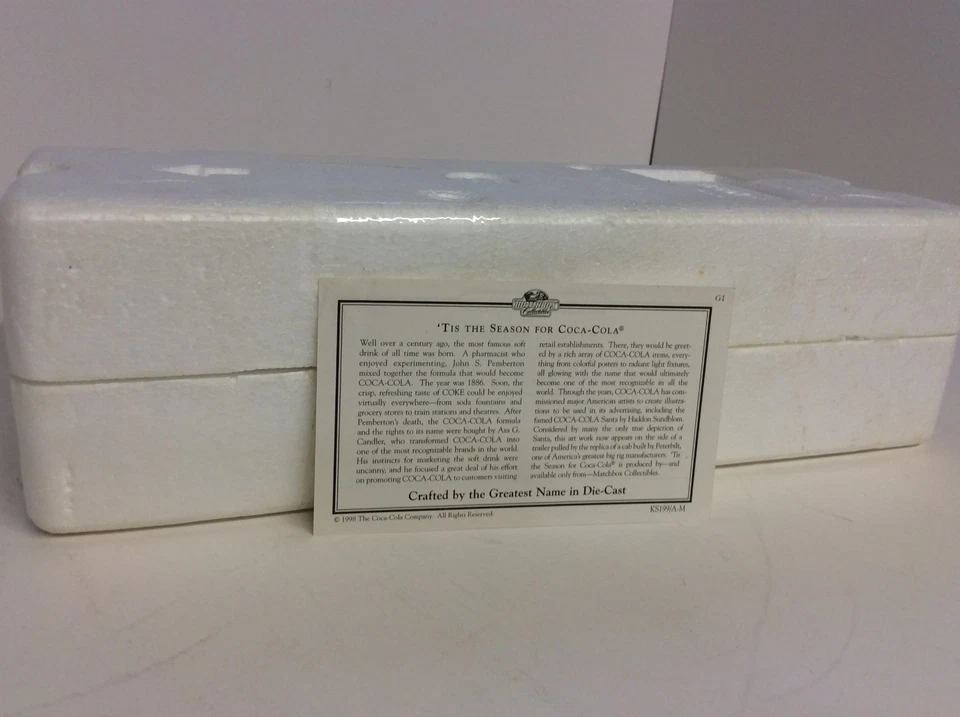 G1
Collectibles
'TIS THE SEASON FOR COCA-COLA®
Well over a century ago, the most famous soft
drink of all time was born. A pharmacist who
enjoyed experimenting, John S. Pemberton
mixed together the formula that would become
COCA-COLA. The year was 1886. Soon, the
crisp, refreshing taste of COKE could be enjoyed
virtually everywhere—from soda fountains and
grocery stores to train stations and theatres. After
Pemberton's death, the COCA-COLA formula
and the rights to its name were bought by Asa G.
Candler, who transformed COCA-COLA into
one of the most recognizable brands in the world.
His instincts for marketing the soft drink were
uncanny, and he focused a great deal of his effort
on promoting COCA-COLA to customers visiting
retail establishments. There, they would be greet-
ed by a rich array of COCA-COLA items, every-
thing from colorful posters to radiant light fixtures,
all glowing with the name that would ultimately
become one of the most recognizable in all the
world. Through the years, COCA-COLA has com-
missioned major American artists to create illustra-
tions to be used in its advertising, including the
famed COCA-COLA Santa by Haddon Sundblom.
Considered by many the only true depiction of
Santa, this art work now appears on the side of a
trailer pulled by the replica of a cab built by Peterbilt,
one of America's greatest big rig manufacturers. 'Tis
the Season for Coca-Cola® is produced by—and
available only from—Matchbox Collectibles.
Crafted by the Greatest Name in Die-Cast
© 1998 The Coca-Cola Company. All Rights Reserved.
KS199/A-M